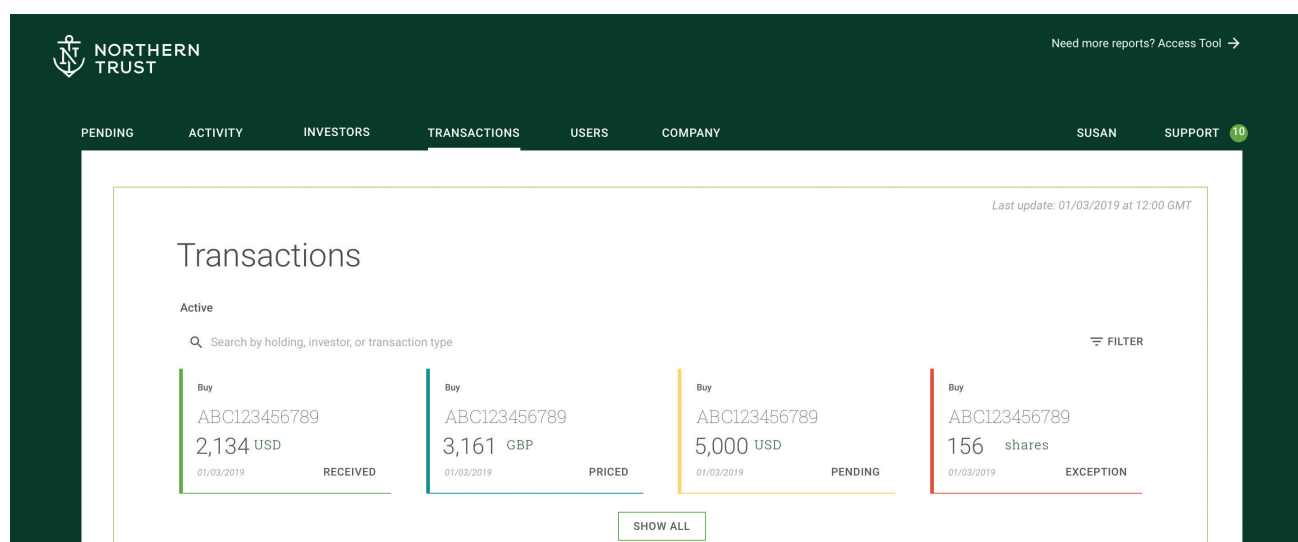 NORTHERN
TRUST
Need more reports? Access Tool →
PENDING ACTIVITY INVESTORS TRANSACTIONS USERS COMPANY SUSAN SUPPORT 10
Last update: 01/03/2019 at 12:00 GMT
Transactions
Active
Search by holding, investor, or transaction type FILTER
Buy Buy Buy Buy
ABC123456789 ABC123456789 ABC123456789 ABC123456789
2,134 USD 3,161 GBP 5,000 USD 156 shares
01/03/2019 RECEIVED 01/03/2019 PRICED 01/03/2019 PENDING 01/03/2019 EXCEPTION
SHOW ALL